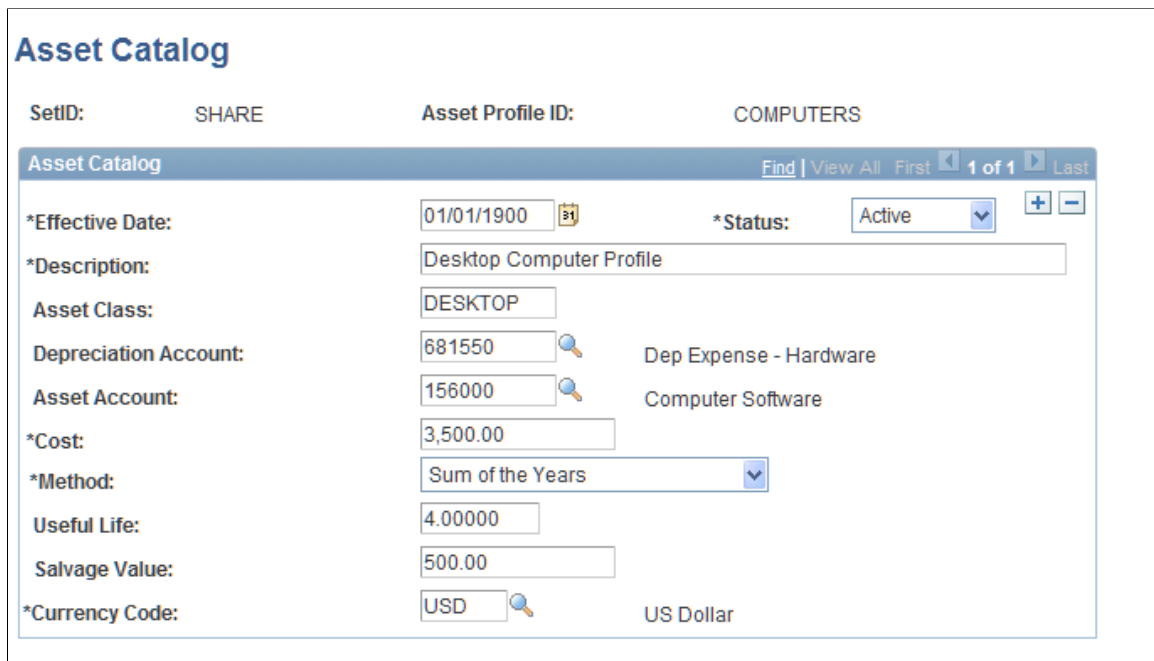 Asset Catalog
SetID: SHARE Asset Profile ID: COMPUTERS
Asset Catalog Find | View All First 1 of 1 Last
*Effective Date: 01/01/1900 31 *Status: Active
*Description: Desktop Computer Profile
Asset Class: DESKTOP
Depreciation Account: 681550 Dep Expense - Hardware
Asset Account: 156000 Computer Software
*Cost: 3,500.00
*Method: Sum of the Years
Useful Life: 4.00000
Salvage Value: 500.00
*Currency Code: USD US Dollar